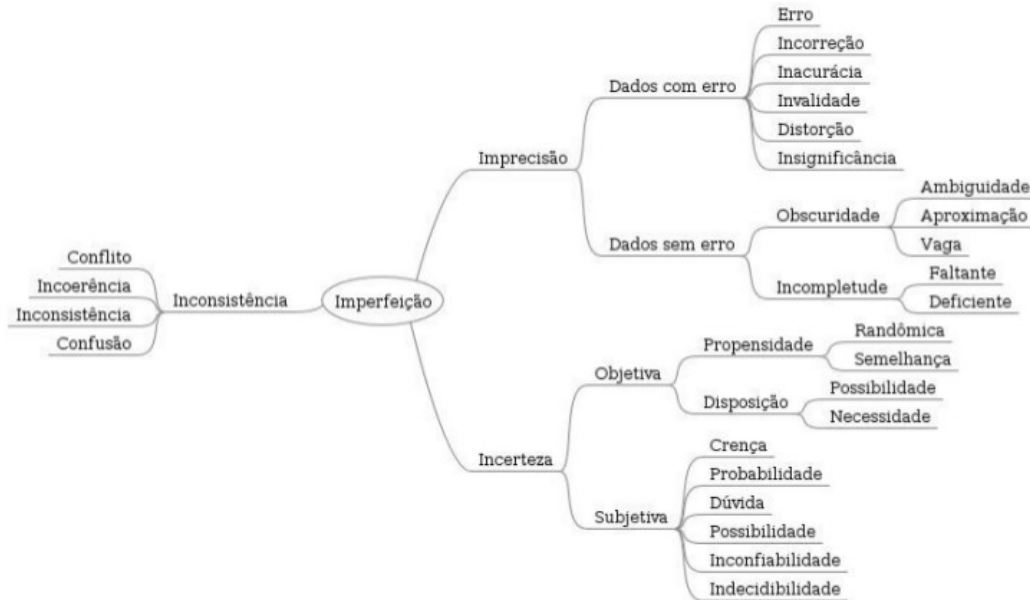 Imperfeição
Inconsistência
Conflito
Incoerência
Inconsistência
Confusão
Imprecisão
Dados com erro
Erro
Incorreção
Inacurácia
Invalidade
Distorção
Insignificância
Dados sem erro
Obscuridade
Ambiguidade
Aproximação
Vaga
Incompletude
Faltante
Deficiente
Incerteza
Objetiva
Propensidade
Randômica
Semelhança
Disposição
Possibilidade
Necessidade
Subjetiva
Crença
Probabilidade
Dúvida
Possibilidade
Inconfiabilidade
Indecidibilidade